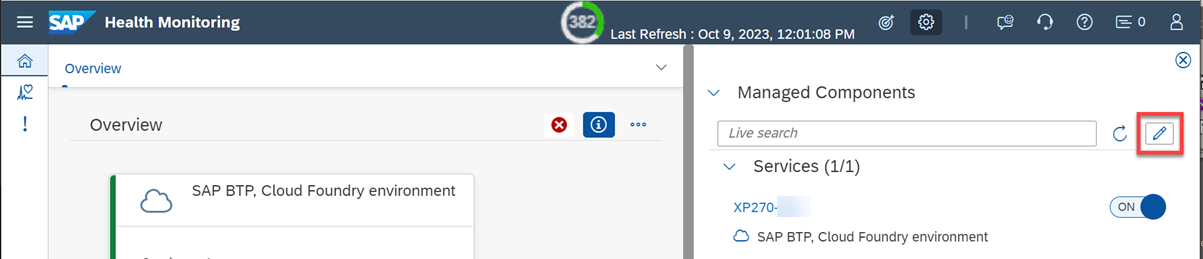 SAP Health Monitoring
382
Last Refresh : Oct 9, 2023, 12:01:08 PM
0
Overview
Overview
SAP BTP, Cloud Foundry environment
Managed Components
Live search
Services (1/1)
XP270-
ON
SAP BTP, Cloud Foundry environment